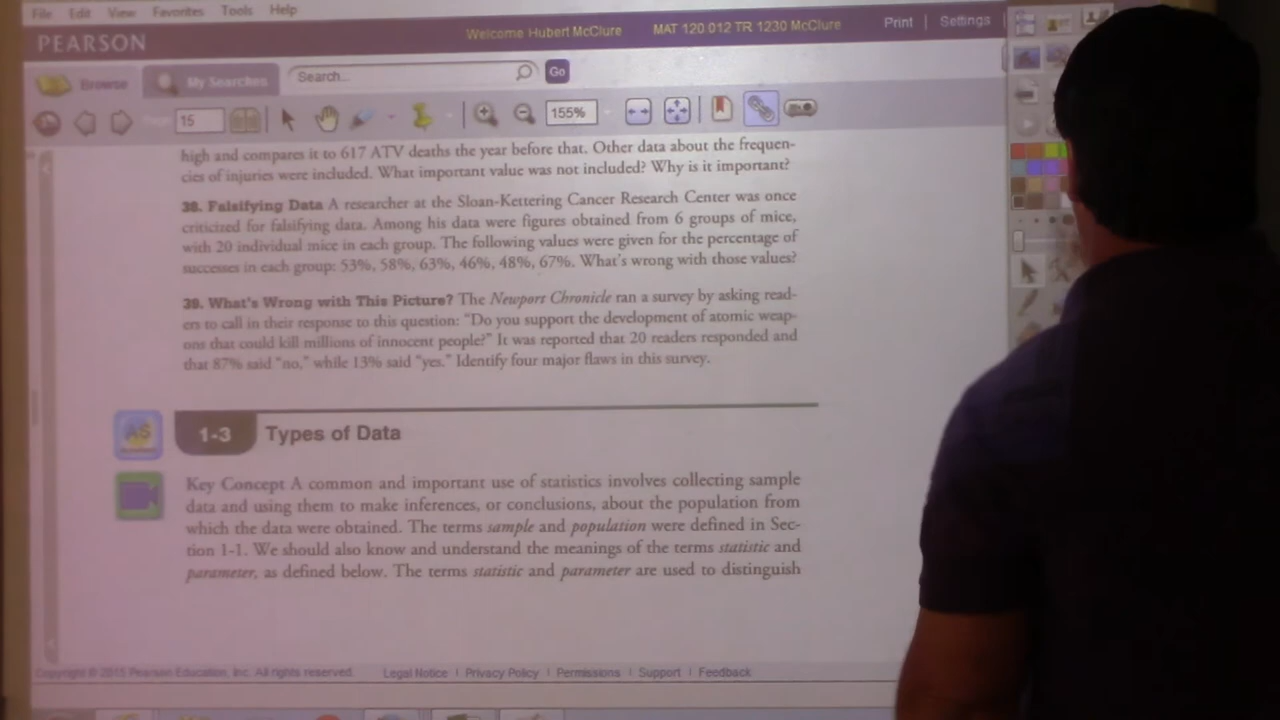 File Edit View Favorites Tools Help
PEARSON
Welcome Hubert McClure MAT 120 012 TR 1230 McClure Print | Settings
Browse My Searches Search... Go
15 155%
high and compares it to 617 ATV deaths the year before that. Other data about the frequen-
cies of injuries were included. What important value was not included? Why is it important?
38. Falsifying Data A researcher at the Sloan-Kettering Cancer Research Center was once
criticized for falsifying data. Among his data were figures obtained from 6 groups of mice,
with 20 individual mice in each group. The following values were given for the percentage of
successes in each group: 53%, 58%, 63%, 46%, 48%, 67%. What's wrong with those values?
39. What's Wrong with This Picture? The Newport Chronicle ran a survey by asking read-
ers to call in their response to this question: "Do you support the development of atomic weap-
ons that could kill millions of innocent people?" It was reported that 20 readers responded and
that 87% said "no," while 13% said "yes." Identify four major flaws in this survey.
AS
1-3 Types of Data
Key Concept A common and important use of statistics involves collecting sample
data and using them to make inferences, or conclusions, about the population from
which the data were obtained. The terms sample and population were defined in Sec-
tion 1-1. We should also know and understand the meanings of the terms statistic and
parameter, as defined below. The terms statistic and parameter are used to distinguish
Copyright © 2015 Pearson Education, Inc. All rights reserved. Legal Notice | Privacy Policy | Permissions | Support | Feedback